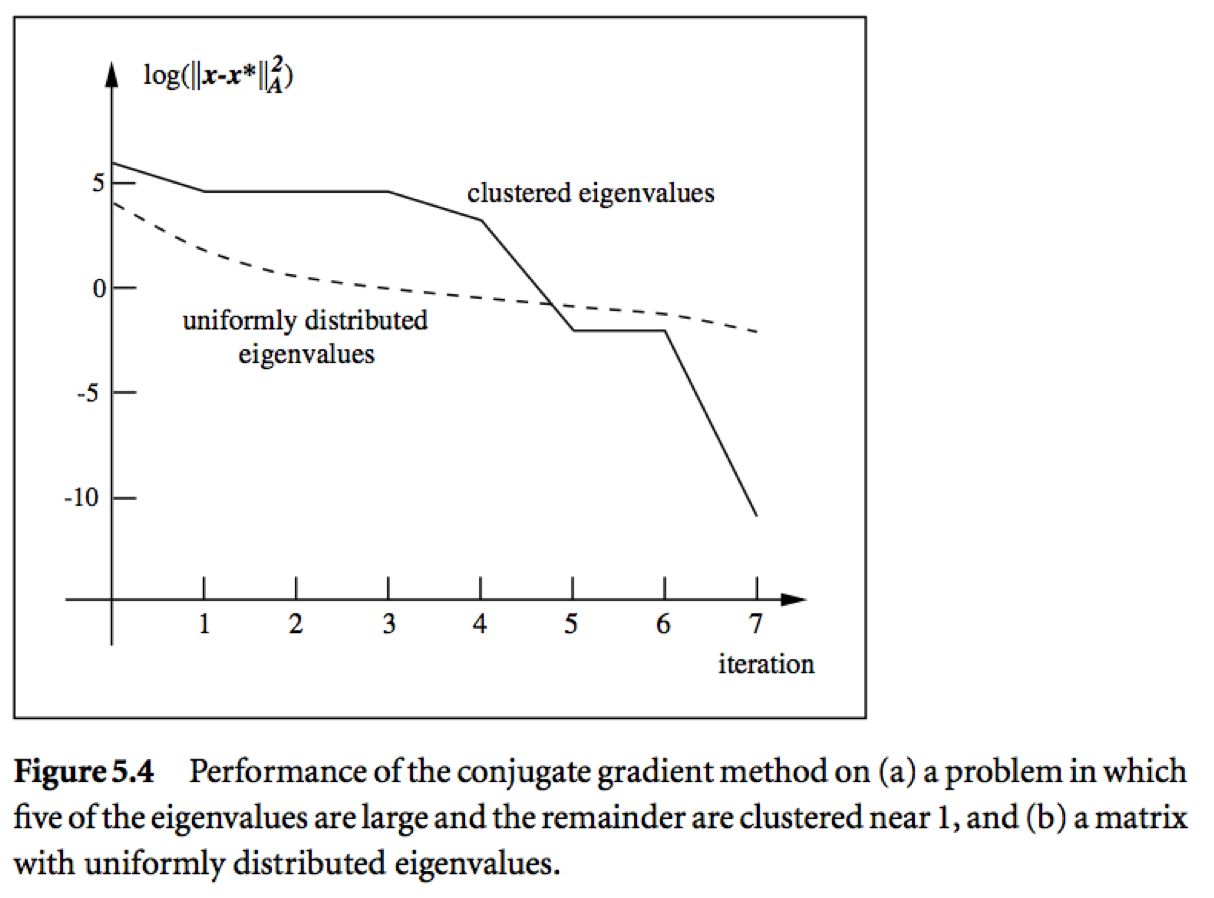 log(||x-x*||²_A)
5
clustered eigenvalues
0
uniformly distributed
eigenvalues
-5
-10
1 2 3 4 5 6 7
iteration
Figure 5.4 Performance of the conjugate gradient method on (a) a problem in which
five of the eigenvalues are large and the remainder are clustered near 1, and (b) a matrix
with uniformly distributed eigenvalues.